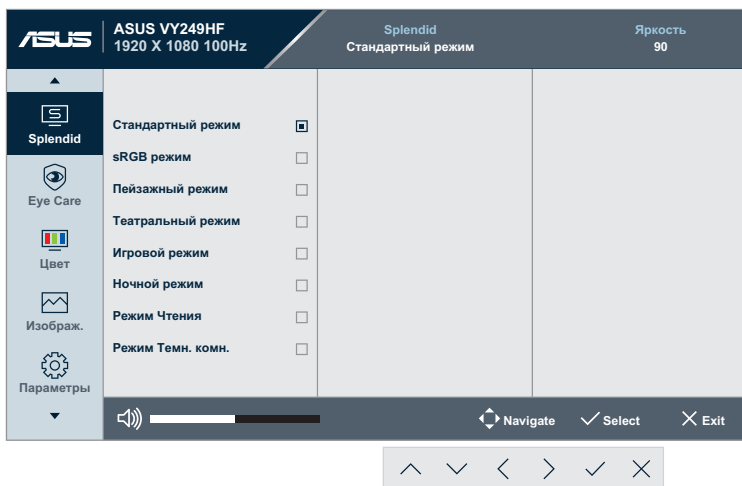 ASUS
ASUS VY249HF
1920 X 1080 100Hz
Splendid
Стандартный режим
Яркость
90
Splendid
Eye Care
Цвет
Изображ.
Параметры
Стандартный режим
sRGB режим
Пейзажный режим
Театральный режим
Игровой режим
Ночной режим
Режим Чтения
Режим Темн. комн.
Navigate
Select
Exit